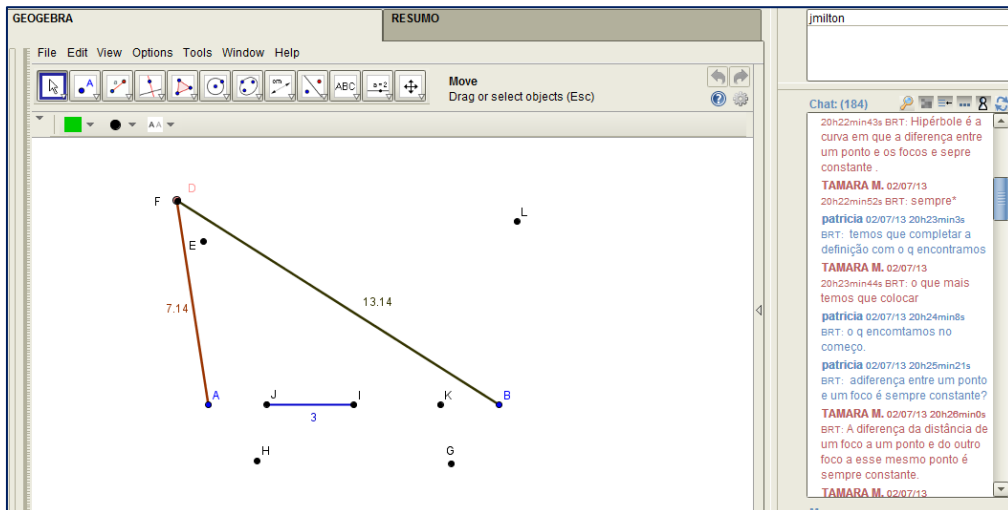 GEOGEBRA
RESUMO
File Edit View Options Tools Window Help
A
ABC
a=2
Move
Drag or select objects (Esc)
AA
D
F
E
L
7.14
13.14
A
J
I
K
B
3
H
G
jmilton
Chat: (184)
20h22min43s BRT: Hipérbole é a
curva em que a diferença entre
um ponto e os focos e sepre
constante .
TAMARA M. 02/07/13
20h22min52s BRT: sempre*
patricia 02/07/13 20h23min3s
BRT: temos que completar a
definição com o q encontramos
TAMARA M. 02/07/13
20h23min44s BRT: o que mais
temos que colocar
patricia 02/07/13 20h24min8s
BRT: o q encomtamos no
começo.
patricia 02/07/13 20h25min21s
BRT: adiferença entre um ponto
e um foco é sempre constante?
TAMARA M. 02/07/13 20h26min0s
BRT: A diferença da distância de
um foco a um ponto e do outro
foco a esse mesmo ponto é
sempre constante.
TAMARA M. 02/07/13